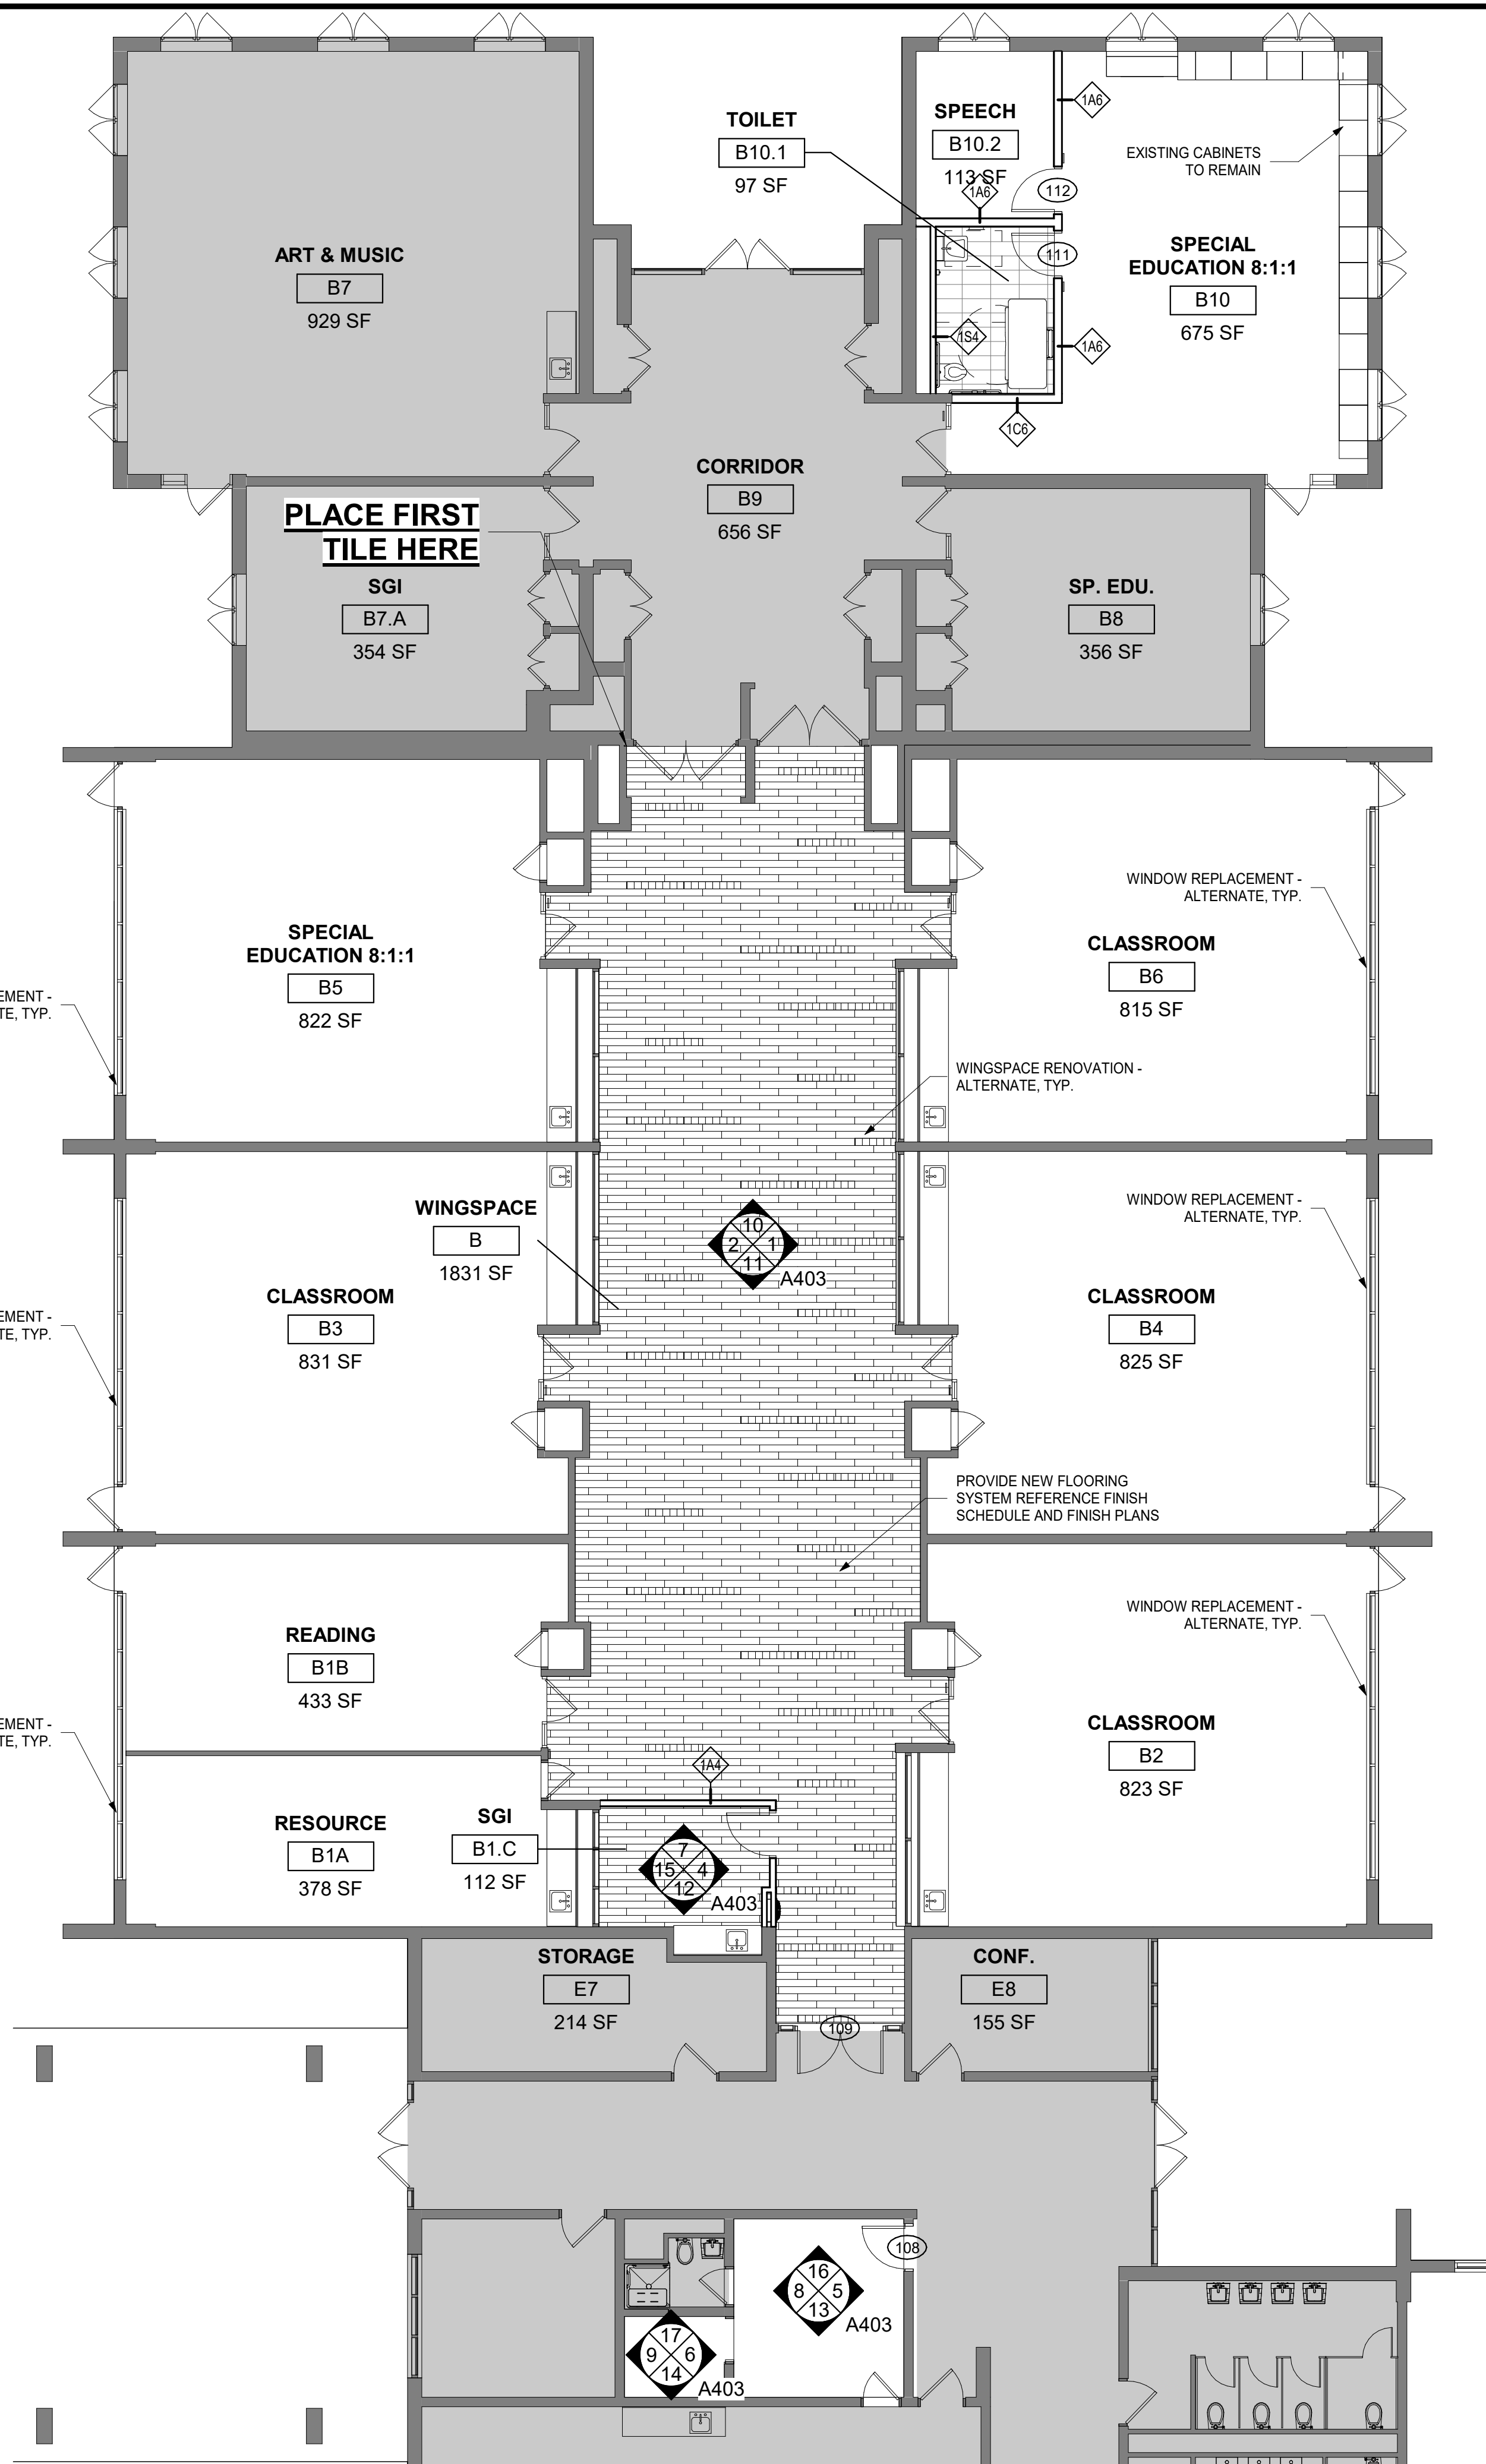 TOILET
B10.1
97 SF
SPEECH
B10.2
113 SF
1A6
1A6
EXISTING CABINETS
TO REMAIN
112
111
SPECIAL
EDUCATION 8:1:1
B10
675 SF
ART & MUSIC
B7
929 SF
1S4
1A6
1C6
CORRIDOR
B9
656 SF
PLACE FIRST
TILE HERE
SGI
B7.A
354 SF
SP. EDU.
B8
356 SF
WINDOW REPLACEMENT -
ALTERNATE, TYP.
SPECIAL
EDUCATION 8:1:1
B5
822 SF
CLASSROOM
B6
815 SF
EMENT -
TE, TYP.
WINGSPACE RENOVATION -
ALTERNATE, TYP.
WINDOW REPLACEMENT -
ALTERNATE, TYP.
WINGSPACE
B
1831 SF
10
2 1
11
A403
CLASSROOM
B3
831 SF
CLASSROOM
B4
825 SF
EMENT -
TE, TYP.
PROVIDE NEW FLOORING
SYSTEM REFERENCE FINISH
SCHEDULE AND FINISH PLANS
WINDOW REPLACEMENT -
ALTERNATE, TYP.
READING
B1B
433 SF
EMENT -
TE, TYP.
CLASSROOM
B2
823 SF
1A4
RESOURCE
B1A
378 SF
SGI
B1.C
112 SF
7
15 4
12
A403
STORAGE
E7
214 SF
CONF.
E8
155 SF
109
108
16
8 5
13
A403
17
9 6
14
A403